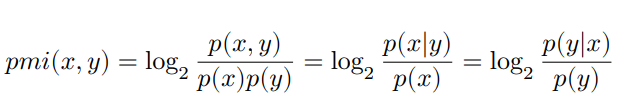 pmi(x, y) = log₂ p(x, y) / p(x)p(y) = log₂ p(x|y) / p(x) = log₂ p(y|x) / p(y)